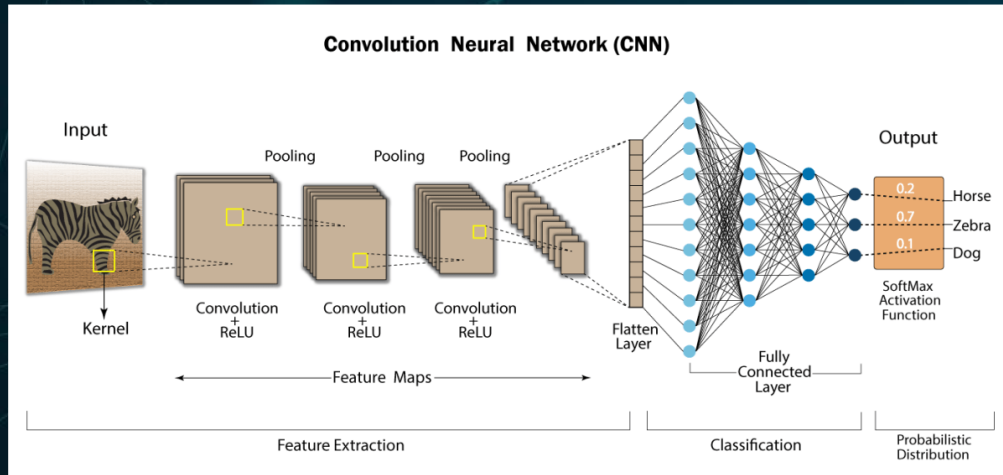 Convolution Neural Network (CNN)
Input
Output
Pooling
Pooling
Pooling
0.2
Horse
0.7
Zebra
0.1
Dog
Kernel
Convolution
+
ReLU
Convolution
+
ReLU
Convolution
+
ReLU
Flatten
Layer
SoftMax
Activation
Function
Feature Maps
Fully
Connected
Layer
Feature Extraction
Classification
Probabilistic
Distribution